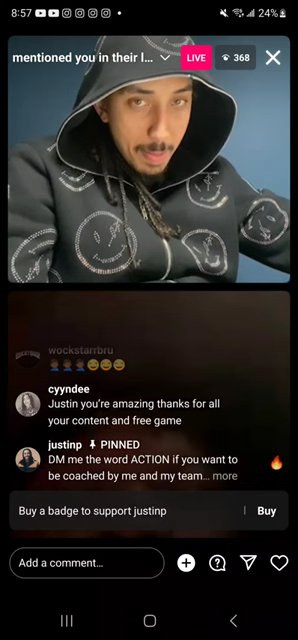 8:57
24%
mentioned you in their l...
LIVE
368
wockstarrbru
cyyndee
Justin you're amazing thanks for all
your content and free game
justinp PINNED
DM me the word ACTION if you want to
be coached by me and my team... more
Buy a badge to support justinp
Buy
Add a comment...